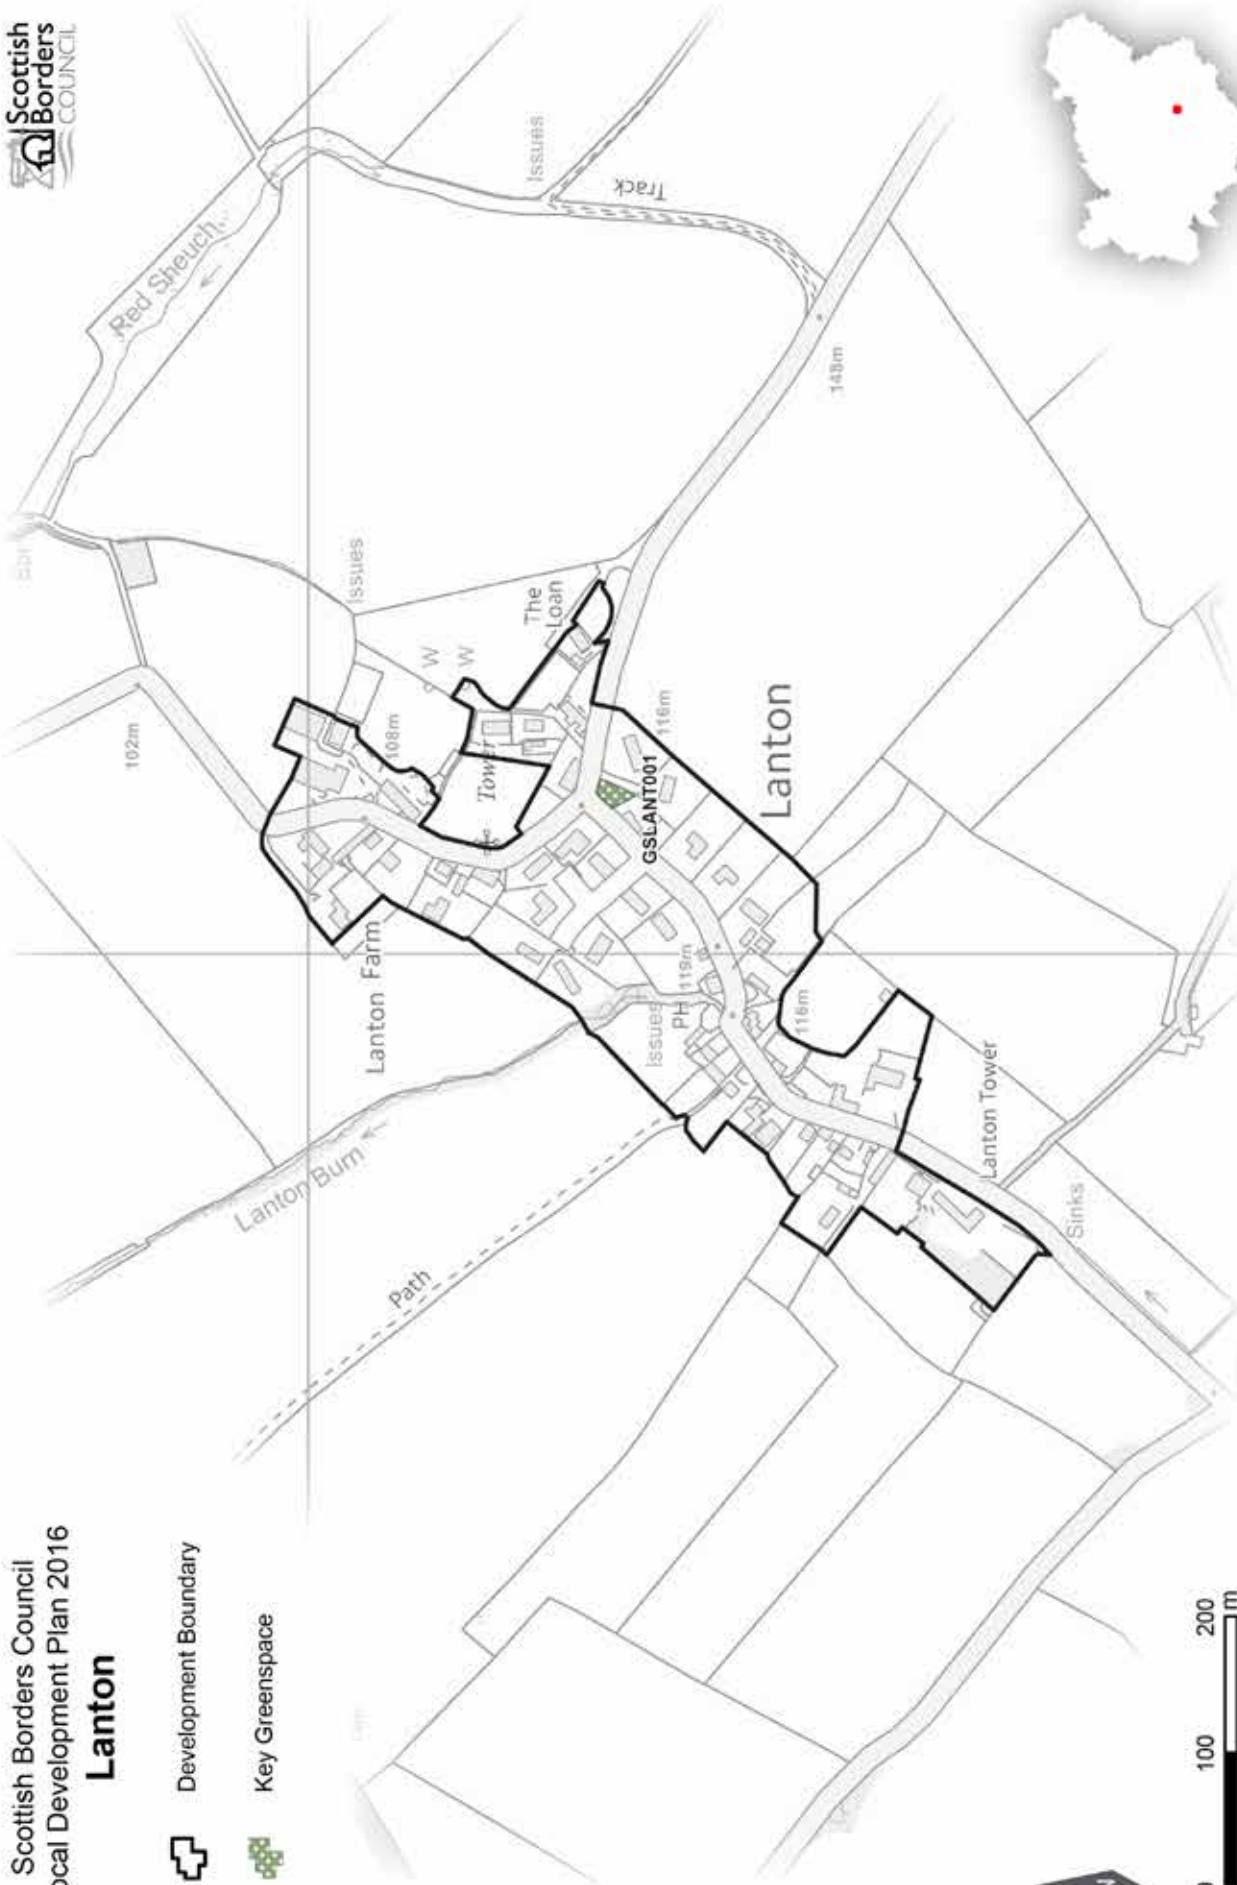 Scottish Borders Council
ocal Development Plan 2016
Lanton
Development Boundary
Key Greenspace
Scottish
Borders
COUNCIL
Red Sheuch
Issues
Track
148m
102m
Issues
The
Loan
W
W
108m
Tower
116m
GSLANT001
Lanton
Lanton Farm
119m
PH
Issues
116m
Lanton Burn
Path
Lanton Tower
Sinks
100
200
m